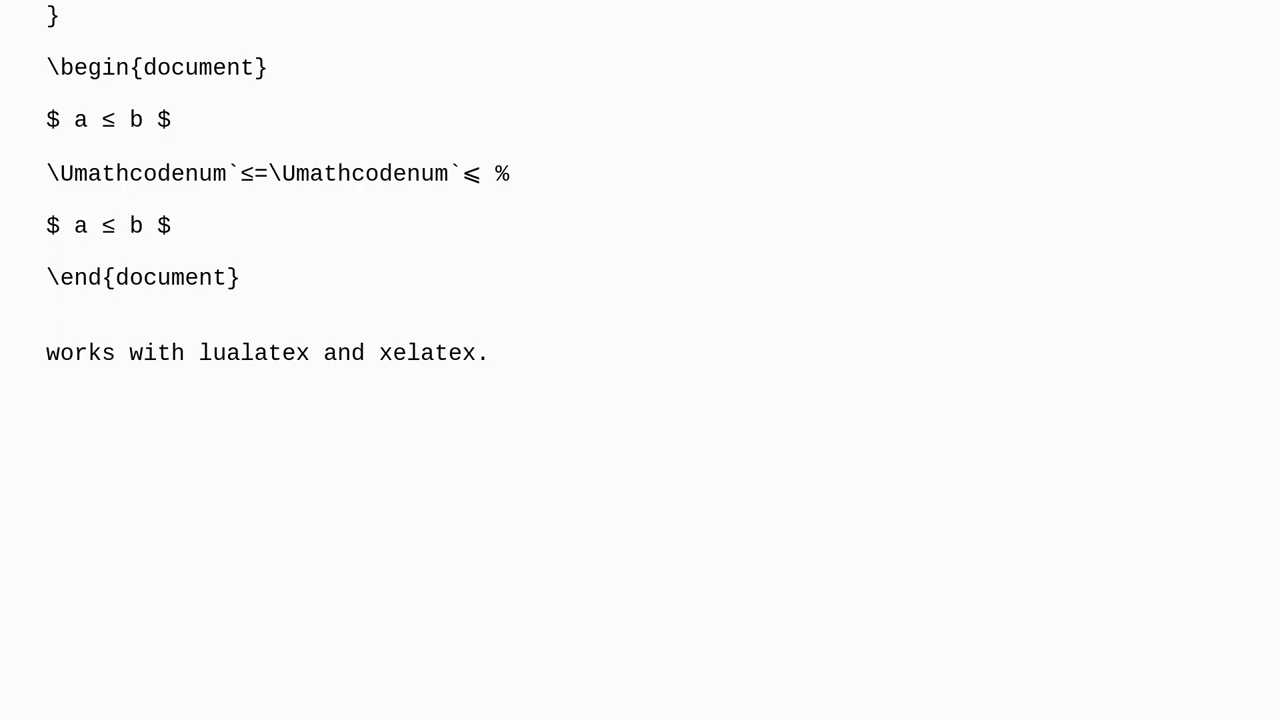 }
\begin{document}
$ a ≤ b $
\Umathcodenum`≤=\Umathcodenum`⩽ %
$ a ≤ b $
\end{document}
works with lualatex and xelatex.